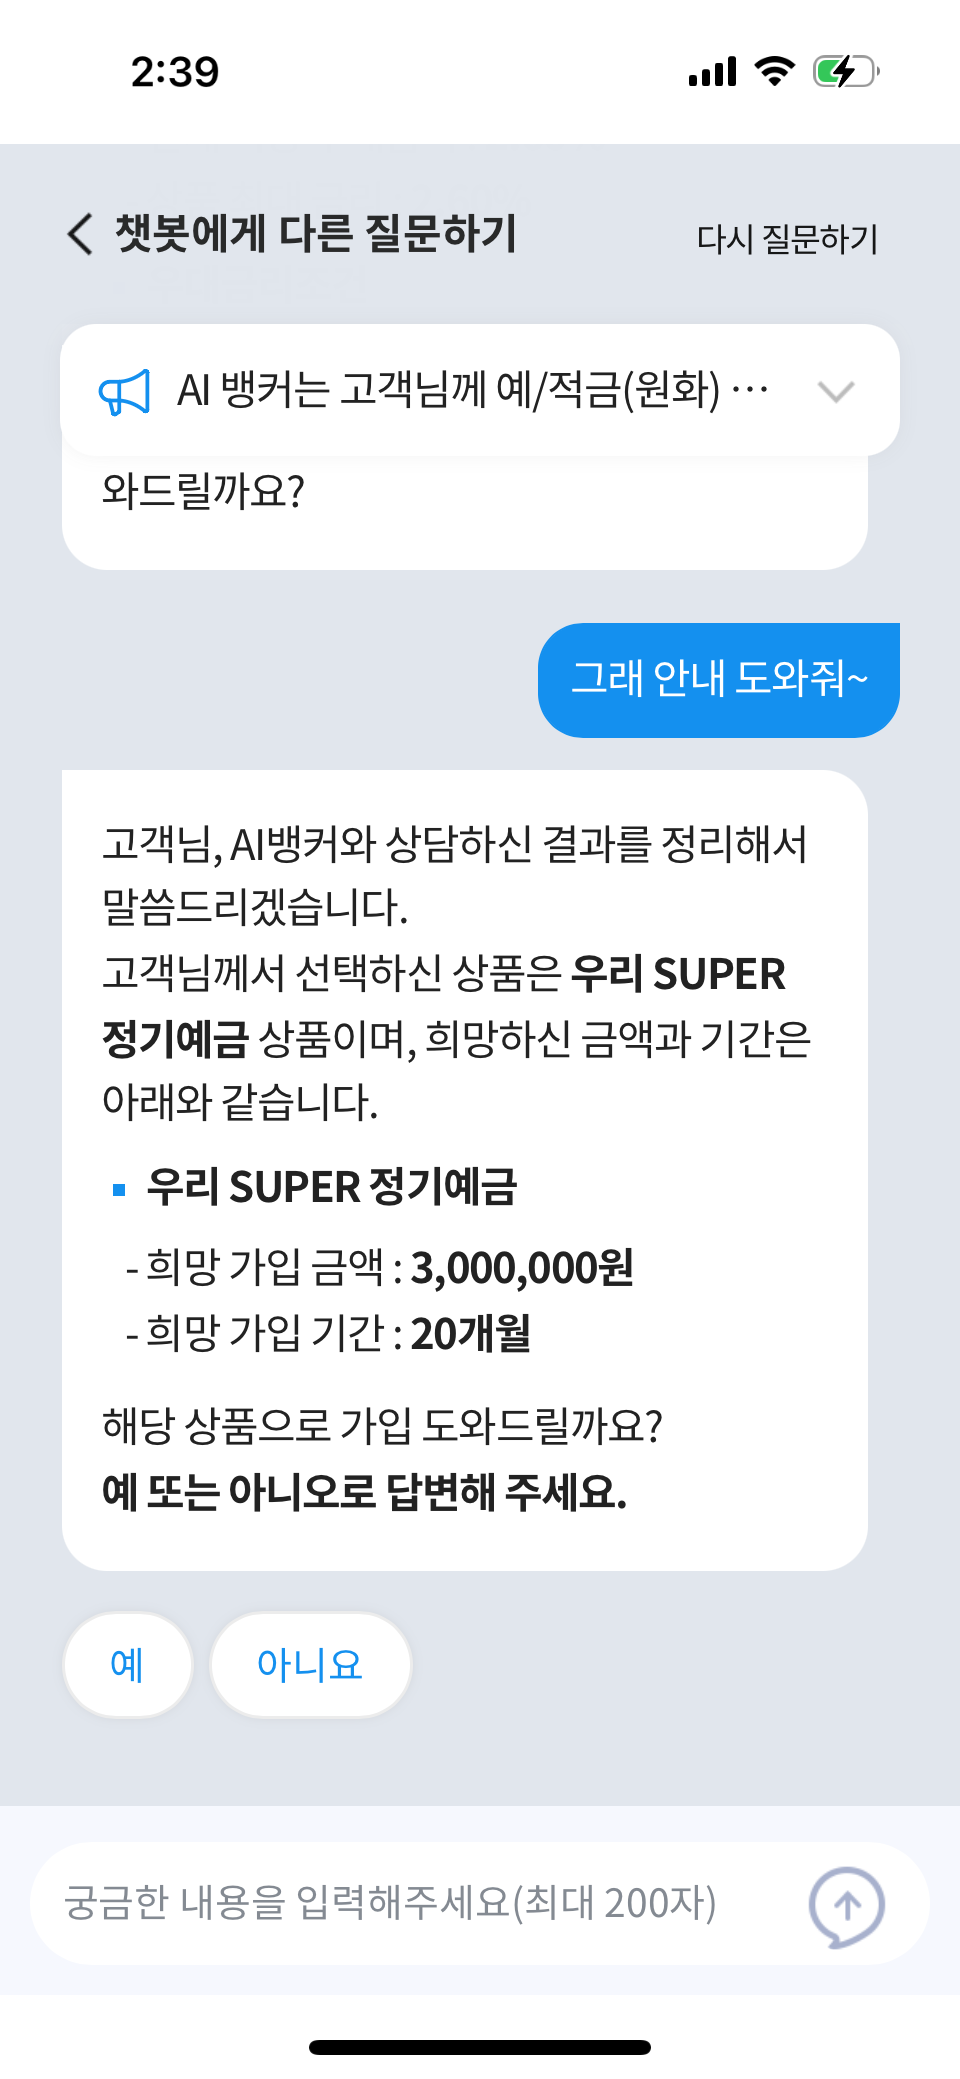 2:39
챗봇에게 다른 질문하기
다시 질문하기
AI 뱅커는 고객님께 예/적금(원화) ···
와드릴까요?
그래 안내 도와줘~
고객님, AI뱅커와 상담하신 결과를 정리해서
말씀드리겠습니다.
고객님께서 선택하신 상품은 우리 SUPER
정기예금 상품이며, 희망하신 금액과 기간은
아래와 같습니다.
▪ 우리 SUPER 정기예금
- 희망 가입 금액 : 3,000,000원
- 희망 가입 기간 : 20개월
해당 상품으로 가입 도와드릴까요?
예 또는 아니오로 답변해 주세요.
예
아니요
궁금한 내용을 입력해주세요(최대 200자)